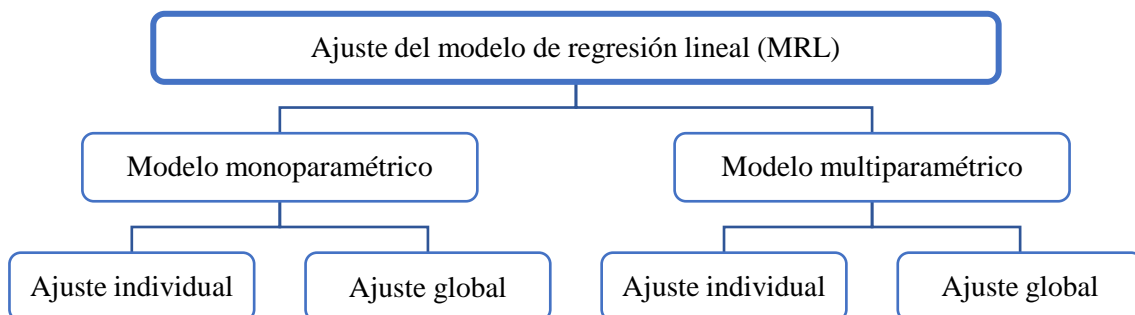 Ajuste del modelo de regresión lineal (MRL)
Modelo monoparamétrico
Modelo multiparamétrico
Ajuste individual
Ajuste global
Ajuste individual
Ajuste global